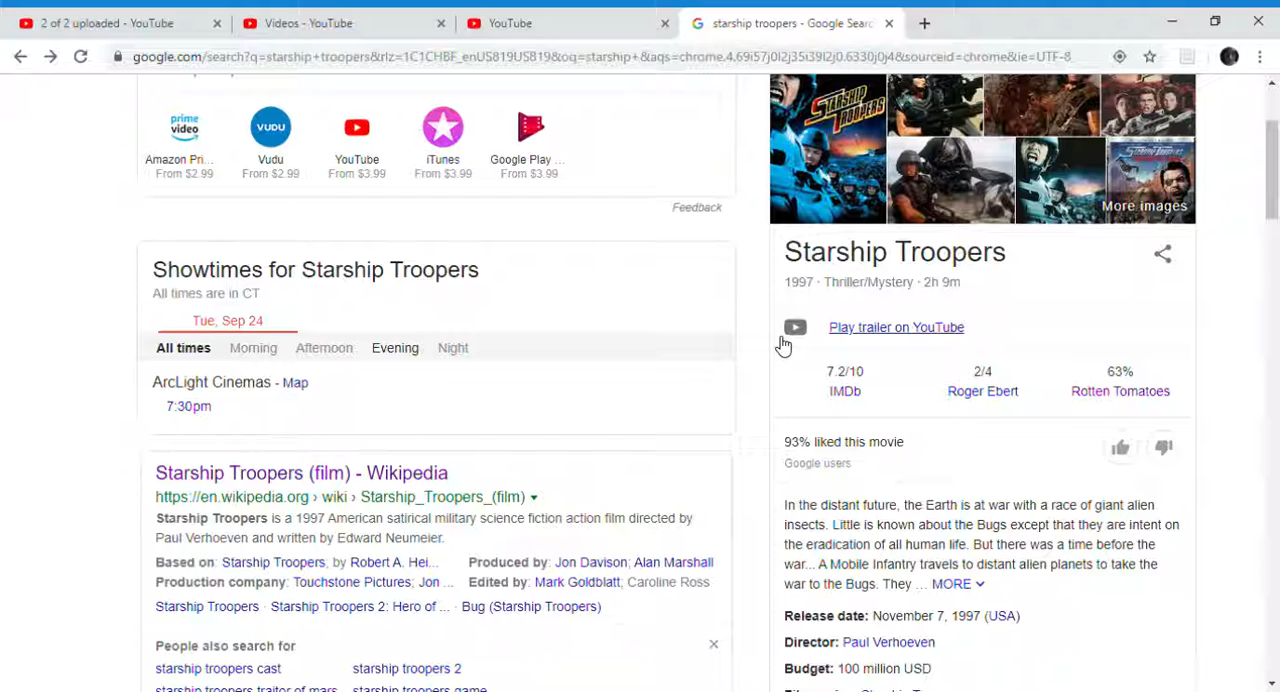 2 of 2 uploaded - YouTube
Videos - YouTube
YouTube
starship troopers - Google Searc
google.com/search?q=starship+troopers&rlz=1C1CHBF_enUS819US819&oq=starship+&aqs=chrome.4.69i57j0l2j35i39l2j0.6330j0j4&sourceid=chrome&ie=UTF-8
prime video
VUDU
Amazon Pri...
Vudu
YouTube
iTunes
Google Play ...
From $2.99
From $2.99
From $3.99
From $3.99
From $3.99
Feedback
Showtimes for Starship Troopers
All times are in CT
Tue, Sep 24
All times Morning Afternoon Evening Night
ArcLight Cinemas - Map
7:30pm
Starship Troopers (film) - Wikipedia
https://en.wikipedia.org › wiki › Starship_Troopers_(film)
Starship Troopers is a 1997 American satirical military science fiction action film directed by
Paul Verhoeven and written by Edward Neumeier.
Based on: Starship Troopers, by Robert A. Hei... Produced by: Jon Davison; Alan Marshall
Production company: Touchstone Pictures; Jon ... Edited by: Mark Goldblatt; Caroline Ross
Starship Troopers · Starship Troopers 2: Hero of ... · Bug (Starship Troopers)
People also search for
starship troopers cast
starship troopers 2
starship troopers traitor of mars
starship troopers game
STARSHIP TROOPERS
More images
Starship Troopers
1997 · Thriller/Mystery · 2h 9m
Play trailer on YouTube
7.2/10 2/4 63%
IMDb Roger Ebert Rotten Tomatoes
93% liked this movie
Google users
In the distant future, the Earth is at war with a race of giant alien
insects. Little is known about the Bugs except that they are intent on
the eradication of all human life. But there was a time before the
war... A Mobile Infantry travels to distant alien planets to take the
war to the Bugs. They ... MORE
Release date: November 7, 1997 (USA)
Director: Paul Verhoeven
Budget: 100 million USD